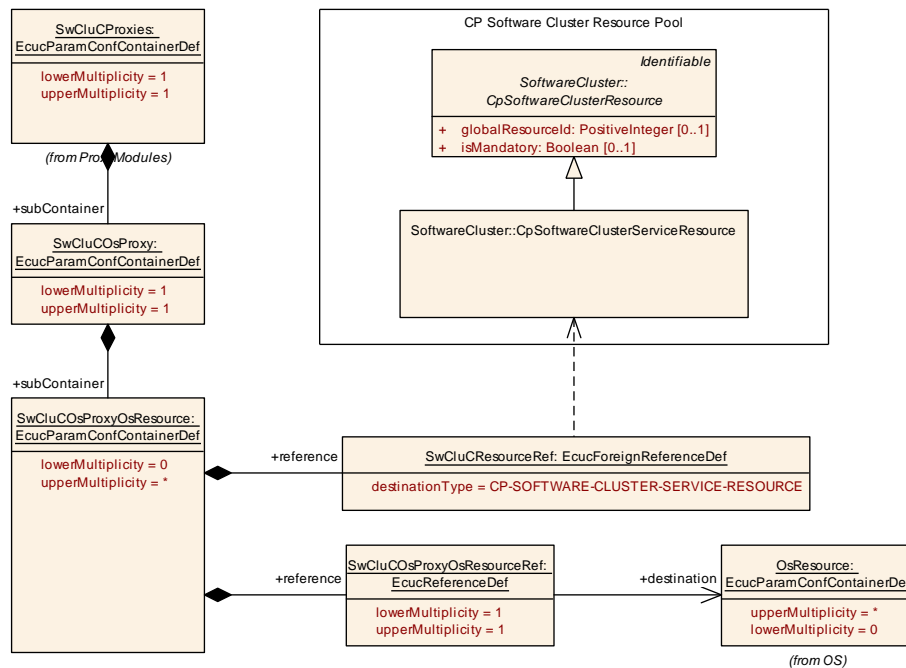 SwCluCProxies:
EcucParamConfContainerDef
lowerMultiplicity = 1
upperMultiplicity = 1
(from Proxy Modules)
+subContainer
SwCluCOsProxy:
EcucParamConfContainerDef
lowerMultiplicity = 1
upperMultiplicity = 1
+subContainer
SwCluCOsProxyOsResource:
EcucParamConfContainerDef
lowerMultiplicity = 0
upperMultiplicity = *
CP Software Cluster Resource Pool
Identifiable
SoftwareCluster::
CpSoftwareClusterResource
+ globalResourceId: PositiveInteger [0..1]
+ isMandatory: Boolean [0..1]
SoftwareCluster::CpSoftwareClusterServiceResource
+reference
SwCluCResourceRef: EcucForeignReferenceDef
destinationType = CP-SOFTWARE-CLUSTER-SERVICE-RESOURCE
+reference
SwCluCOsProxyOsResourceRef:
EcucReferenceDef
lowerMultiplicity = 1
upperMultiplicity = 1
+destination
OsResource:
EcucParamConfContainerDef
upperMultiplicity = *
lowerMultiplicity = 0
(from OS)